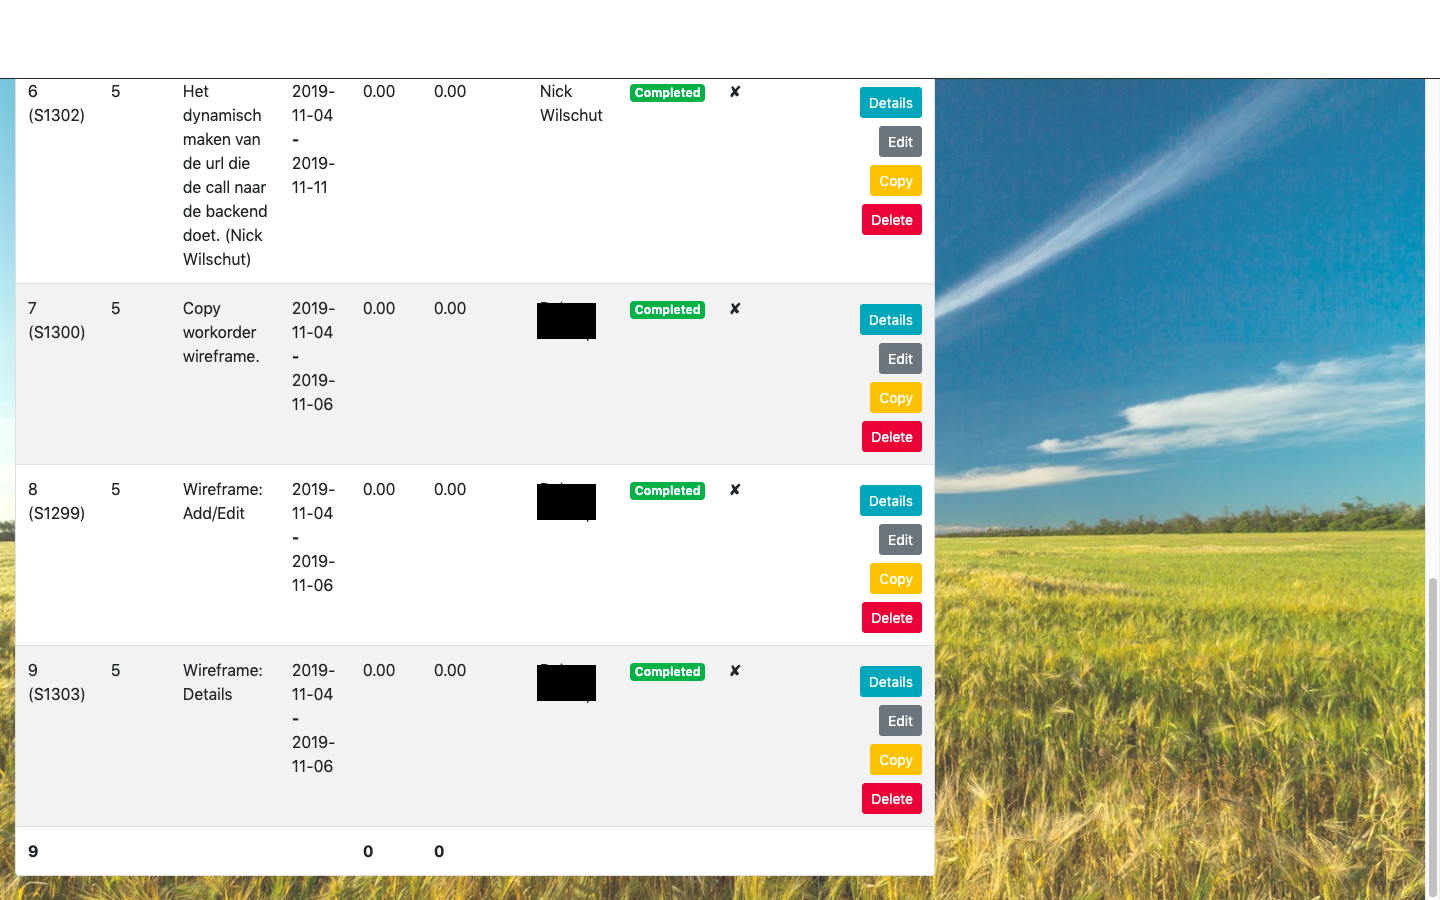 6 5 Het 2019- 0.00 0.00 Nick Completed ✘ Details
(S1302) dynamisch 11-04 Wilschut
maken van - Edit
de url die 2019-
de call naar 11-11 Copy
de backend Delete
doet. (Nick
Wilschut)
7 5 Copy 2019- 0.00 0.00 Completed ✘ Details
(S1300) workorder 11-04
wireframe. - Edit
2019-
11-06 Copy
Delete
8 5 Wireframe: 2019- 0.00 0.00 Completed ✘ Details
(S1299) Add/Edit 11-04
- Edit
2019-
11-06 Copy
Delete
9 5 Wireframe: 2019- 0.00 0.00 Completed ✘ Details
(S1303) Details 11-04
- Edit
2019-
11-06 Copy
Delete
9 0 0